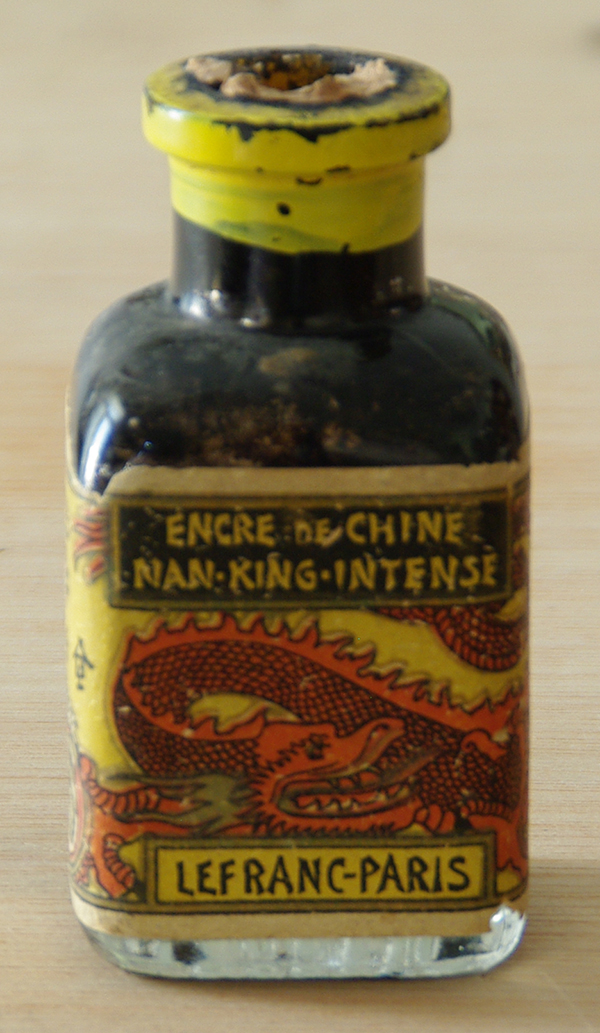 ENCRE DE CHINE
NAN·KING·INTENSE
LEFRANC-PARIS